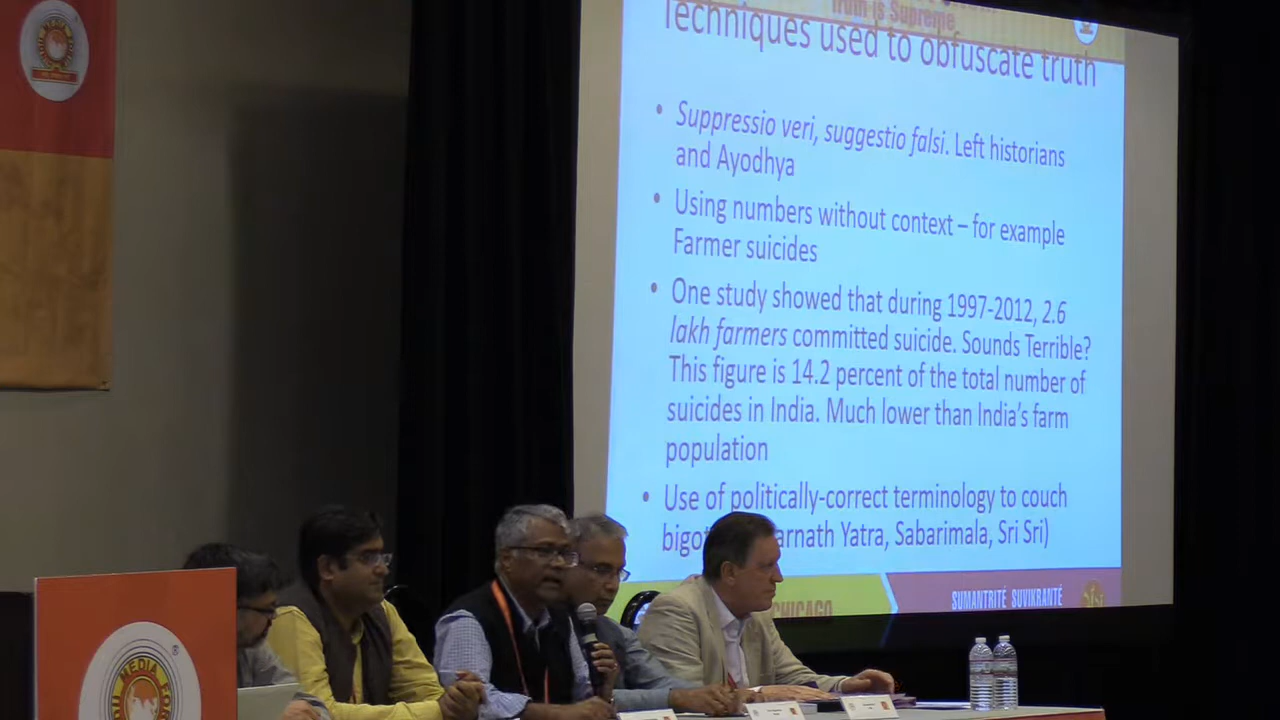 Truth is Supreme
Techniques used to obfuscate truth
• Suppressio veri, suggestio falsi. Left historians
and Ayodhya
• Using numbers without context – for example
Farmer suicides
• One study showed that during 1997-2012, 2.6
lakh farmers committed suicide. Sounds Terrible?
This figure is 14.2 percent of the total number of
suicides in India. Much lower than India's farm
population
• Use of politically-correct terminology to couch
Yatra, Sabarimala, Sri Sri)
CHICAGO
SUMANTRITÉ SUVIKRANTÉ
MEDIA